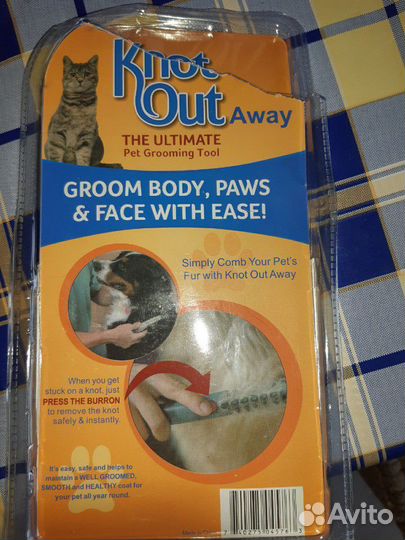 Knot
Out Away
THE ULTIMATE
Pet Grooming Tool
GROOM BODY, PAWS
& FACE WITH EASE!
Simply Comb Your Pet's
Fur with Knot Out Away
When you get
stuck on a knot, just
PRESS THE BURRON
to remove the knot
safely & instantly.
It's easy, safe and helps to
maintain a WELL GROOMED,
SMOOTH and HEALTHY coat for
your pet all year round.
Made in
Avito